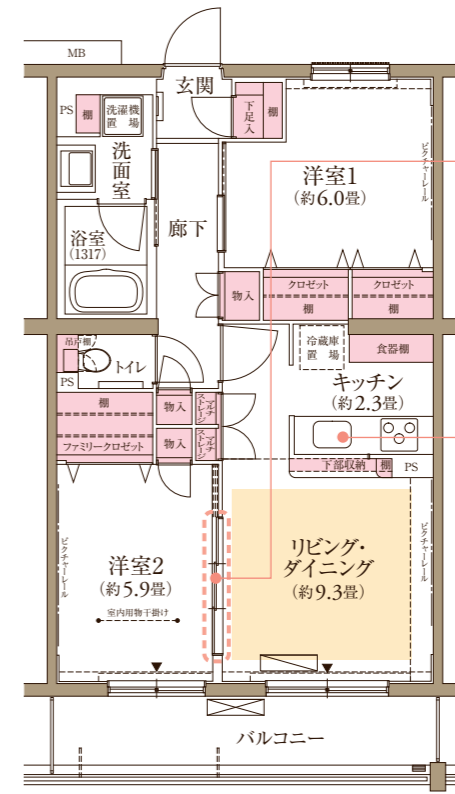 MB
玄関
PS
棚
洗濯機
置場
下足入
棚
洗面室
洋室1
(約6.0畳)
ピクチャーレール
廊下
浴室
(1317)
物入
クロゼット
棚
クロゼット
棚
吊戸棚
トイレ
PS
冷蔵庫
置場
食器棚
キッチン
(約2.3畳)
棚
ファミリークロゼット
物入
マルチ
ストレージ
物入
マルチ
ストレージ
下部収納
棚
PS
ピクチャーレール
洋室2
(約5.9畳)
室内用物干掛け
リビング・
ダイニング
(約9.3畳)
ピクチャーレール
バルコニー